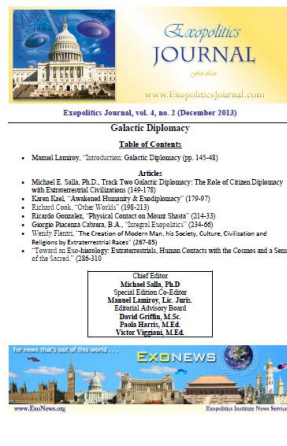 Exopolitics
JOURNAL
www.ExopoliticsJournal.com
Exopolitics Journal, vol. 4, no. 2 (December 2013)
Galactic Diplomacy
Table of Contents
Manuel Lamiroy, "Introduction: Galactic Diplomacy (pp. 145-48)
Articles
Michael E. Salla, Ph.D., Track Two Galactic Diplomacy: The Role of Citizen Diplomacy
with Extraterrestrial Civilizations (149-178)
Karen Kael, "Awakened Humanity & Exodiplomacy" (179-97)
Richard Cook, "Other Worlds" (198-213)
Ricardo Gonzalez, "Physical Contact on Mount Shasta" (214-33)
Giorgio Piacenza Cabrera, B.A., "Integral Exopolitics" (234-66)
Wendy "The Creation of Modern Man, his Society, Culture, Civilisation and
Religions by Extraterrestrial Races" (267-85)
"Toward an Exo-hierology: Extraterrestrials, Human Contacts with the Cosmos and a Sens
of the Sacred." (286-310
Chief Editor
Michael Salla, Ph.D
Special Edition Co-Editor
Manuel Lamiroy, Lic. Juris.
Editorial Advisory Board
David Griffin, M.Sc.
Paola Harris, M.Ed.
Victor Viggiani, M.Ed.
for news that's out of this world . . .
EXONEWS
www.ExoNews.org Exopolitics Institute News Service